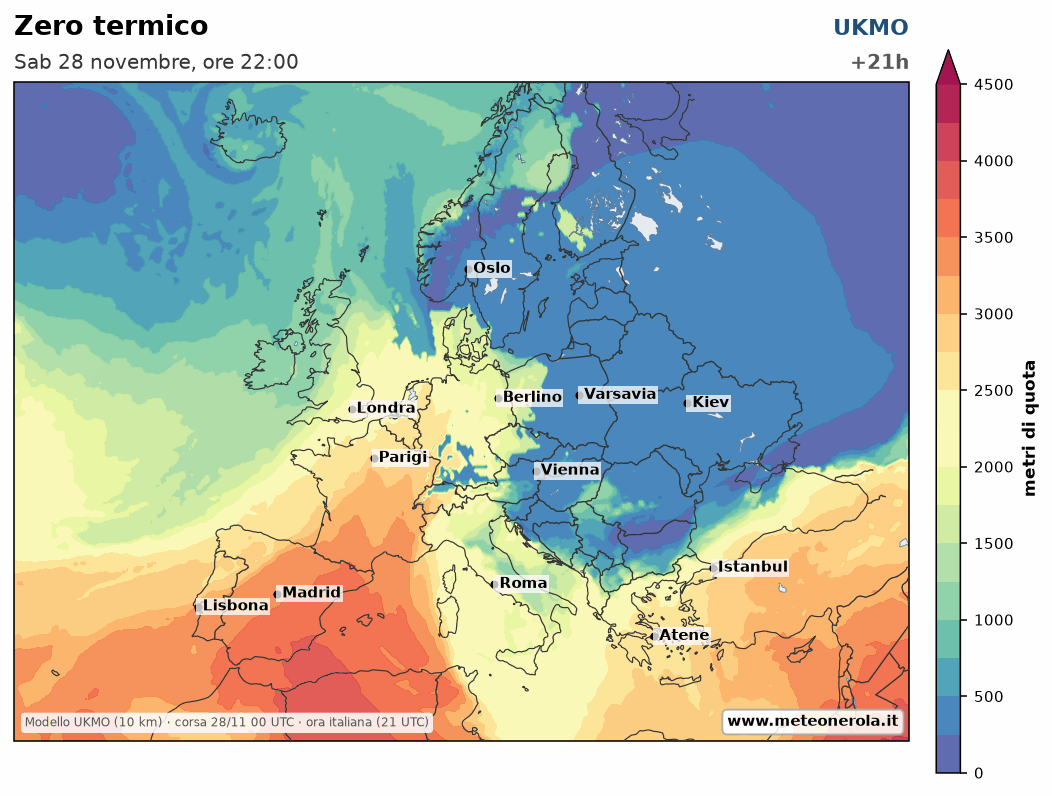 Zero termico
UKMO
Sab 28 novembre, ore 22:00
+21h
Oslo
Berlino
Varsavia
Kiev
Londra
Parigi
Vienna
Istanbul
Roma
Madrid
Lisbona
Atene
Modello UKMO (10 km) · corsa 28/11 00 UTC · ora italiana (21 UTC)
www.meteonerola.it
4500
4000
3500
3000
2500
2000
1500
1000
500
0
metri di quota